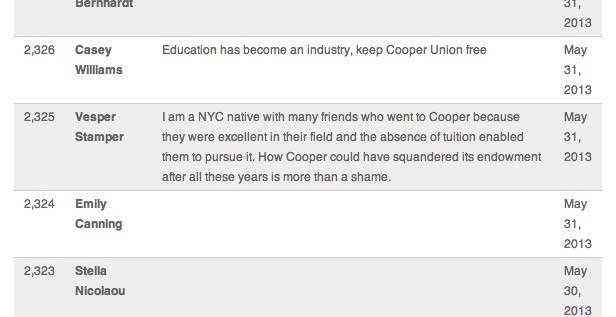 Bernhardt
31,
2013
2,326 Casey Education has become an industry, keep Cooper Union free May
Williams 31,
2013
2,325 Vesper I am a NYC native with many friends who went to Cooper because May
Stamper they were excellent in their field and the absence of tuition enabled 31,
them to pursue it. How Cooper could have squandered its endowment 2013
after all these years is more than a shame.
2,324 Emily May
Canning 31,
2013
2,323 Stella May
Nicolaou 30,
2013